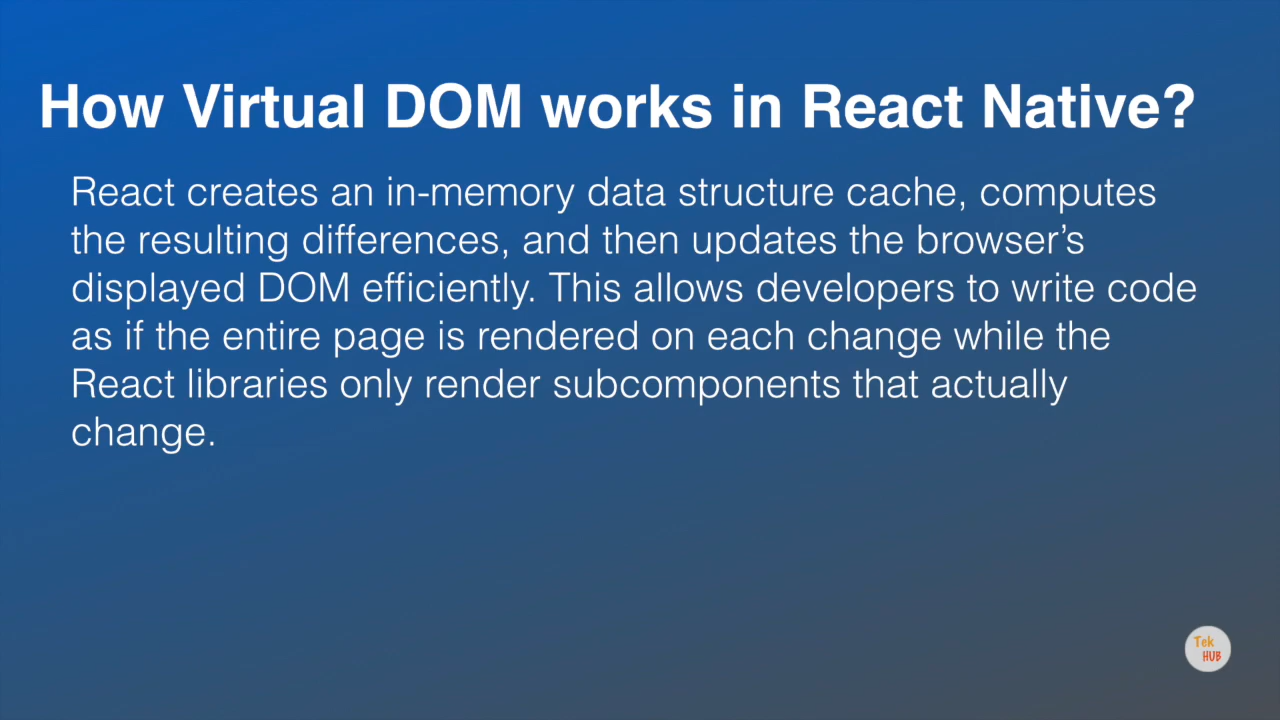 How Virtual DOM works in React Native?
React creates an in-memory data structure cache, computes
the resulting differences, and then updates the browser’s
displayed DOM efficiently. This allows developers to write code
as if the entire page is rendered on each change while the
React libraries only render subcomponents that actually
change.
Tek
HUB